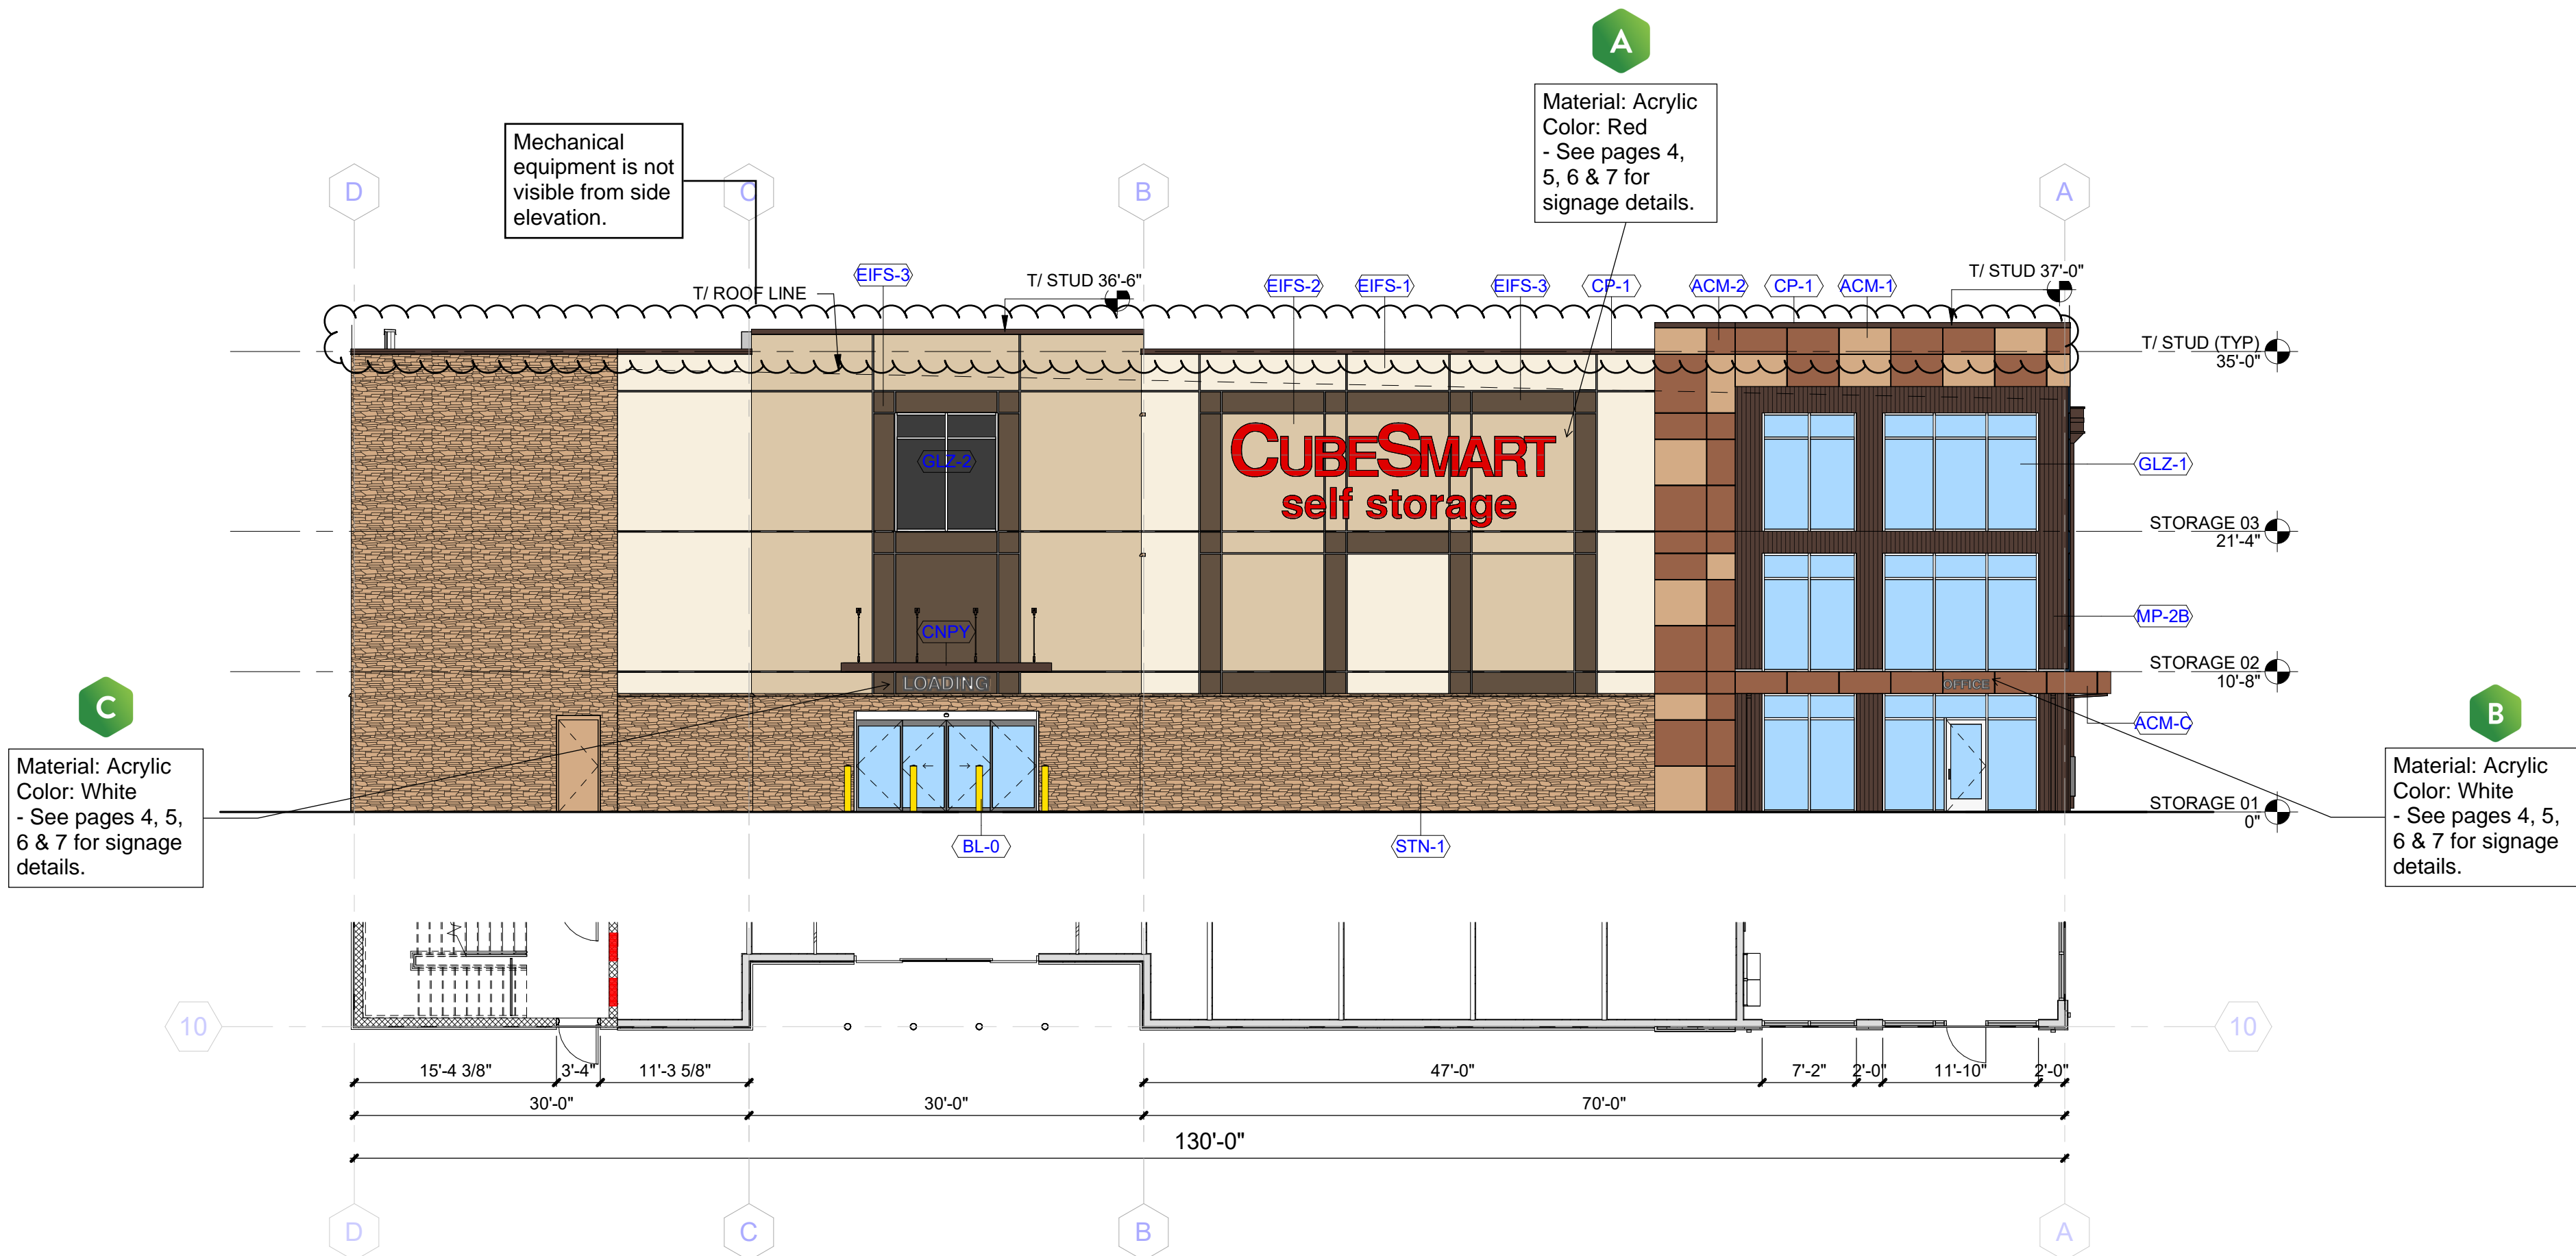 A
Material: Acrylic
Color: Red
- See pages 4,
5, 6 & 7 for
signage details.
Mechanical
equipment is not
visible from side
elevation.
D
C
B
A
EIFS-3
T/ ROOF LINE
T/ STUD 36'-6"
EIFS-2
EIFS-1
EIFS-3
CP-1
ACM-2
CP-1
ACM-1
T/ STUD 37'-0"
T/ STUD (TYP)
35'-0"
GLZ-2
CUBESMART
self storage
GLZ-1
STORAGE 03
21'-4"
CNPY
MP-2B
STORAGE 02
10'-8"
LOADING
OFFICE
ACM-C
C
Material: Acrylic
Color: White
- See pages 4, 5,
6 & 7 for signage
details.
B
Material: Acrylic
Color: White
- See pages 4, 5,
6 & 7 for signage
details.
STORAGE 01
0"
BL-0
STN-1
10
10
15'-4 3/8"
3'-4"
11'-3 5/8"
47'-0"
7'-2"
2'-0"
11'-10"
2'-0"
30'-0"
30'-0"
70'-0"
130'-0"
D
C
B
A